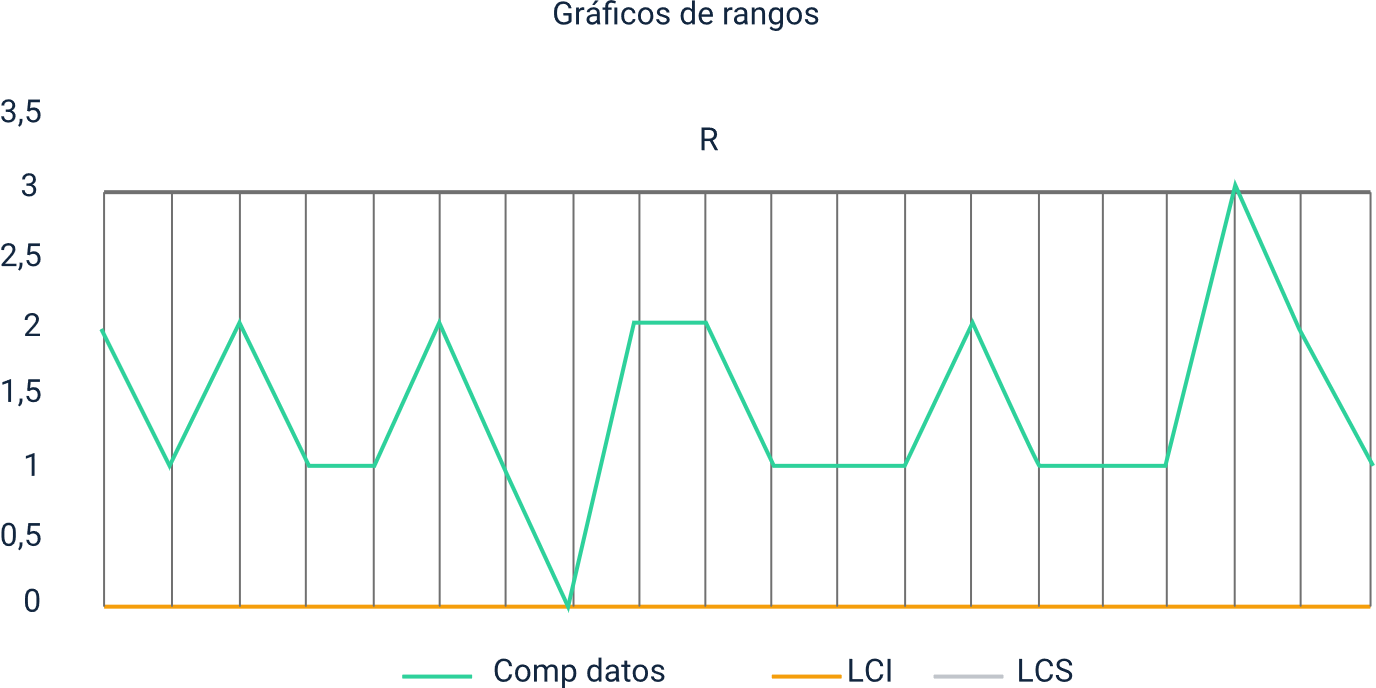 Gráficos de rangos
3,5
R
3
2,5
2
1,5
1
0,5
0
Comp datos LCI LCS